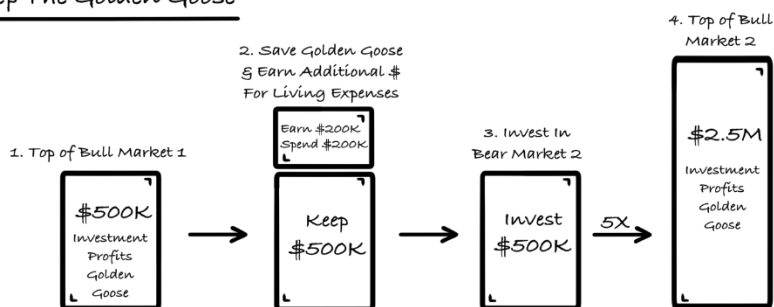 The Golden Goose
1. Top of Bull Market 1
$500K
Investment
Profits
Golden
Goose
2. Save Golden Goose
& Earn Additional $
For Living Expenses
Earn $200K
Spend $200K
Keep
$500K
3. Invest In
Bear Market 2
Invest
$500K
5X
4. Top of Bull
Market 2
$2.5M
Investment
Profits
Golden
Goose